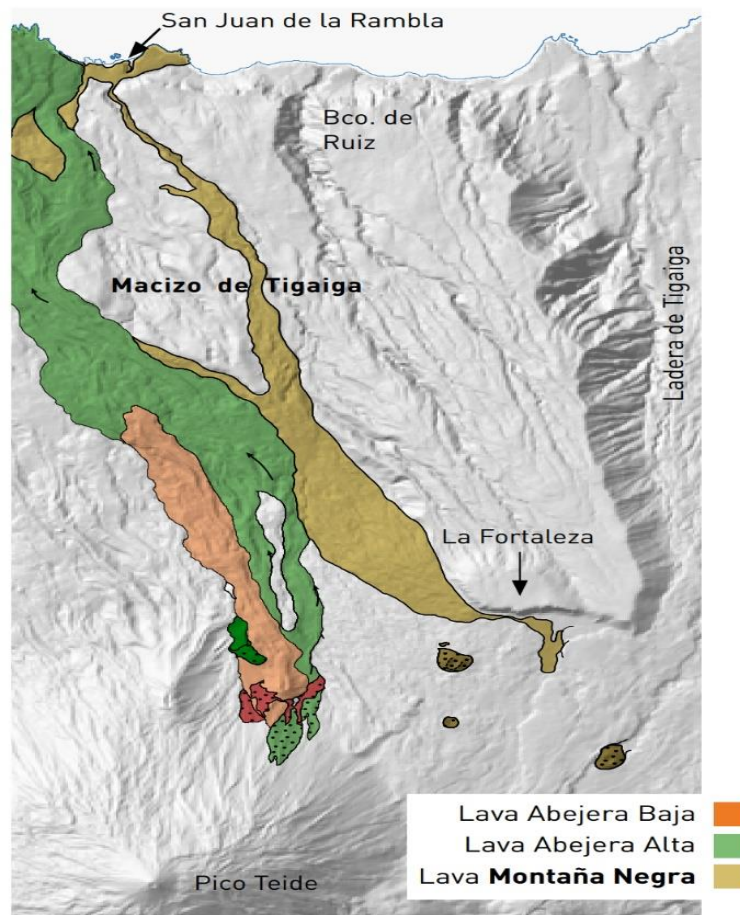 San Juan de la Rambla
Bco. de
Ruiz
Macizo de Tigaiga
Ladera de Tigaiga
La Fortaleza
Lava Abejera Baja
Lava Abejera Alta
Lava Montaña Negra
Pico Teide